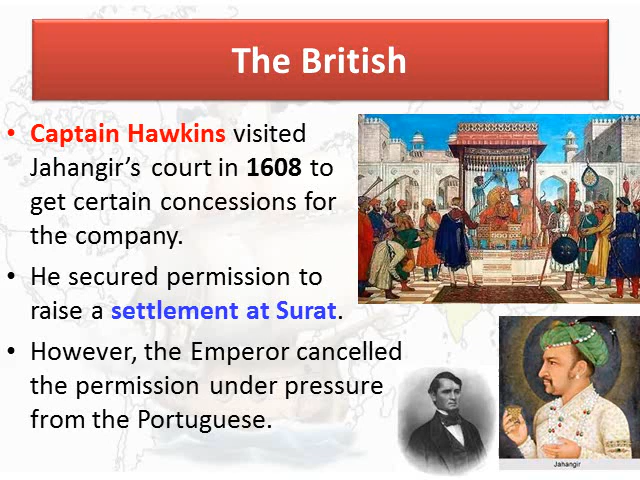 The British
• Captain Hawkins visited
Jahangir’s court in 1608 to
get certain concessions for
the company.
• He secured permission to
raise a settlement at Surat.
• However, the Emperor cancelled
the permission under pressure
from the Portuguese.
Jahangir